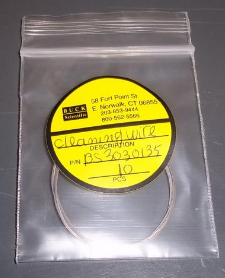 BUCK
Scientific
58 Fort Point St
E. Norwalk, CT 06855
203-853-9444
800-562-5566
cleaning wire
DESCRIPTION
P/N BS3030135
10
PCS